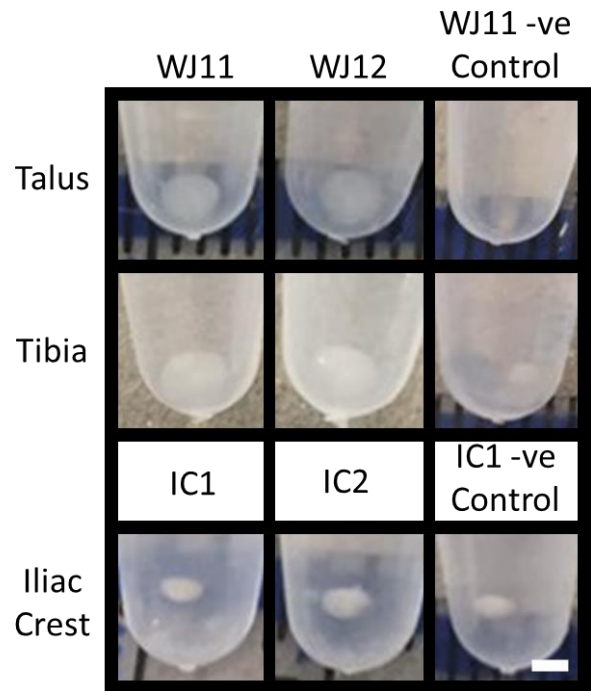 WJ11 WJ12 WJ11 -ve
Control
Talus
Tibia
IC1 IC2 IC1 -ve
Control
Iliac
Crest